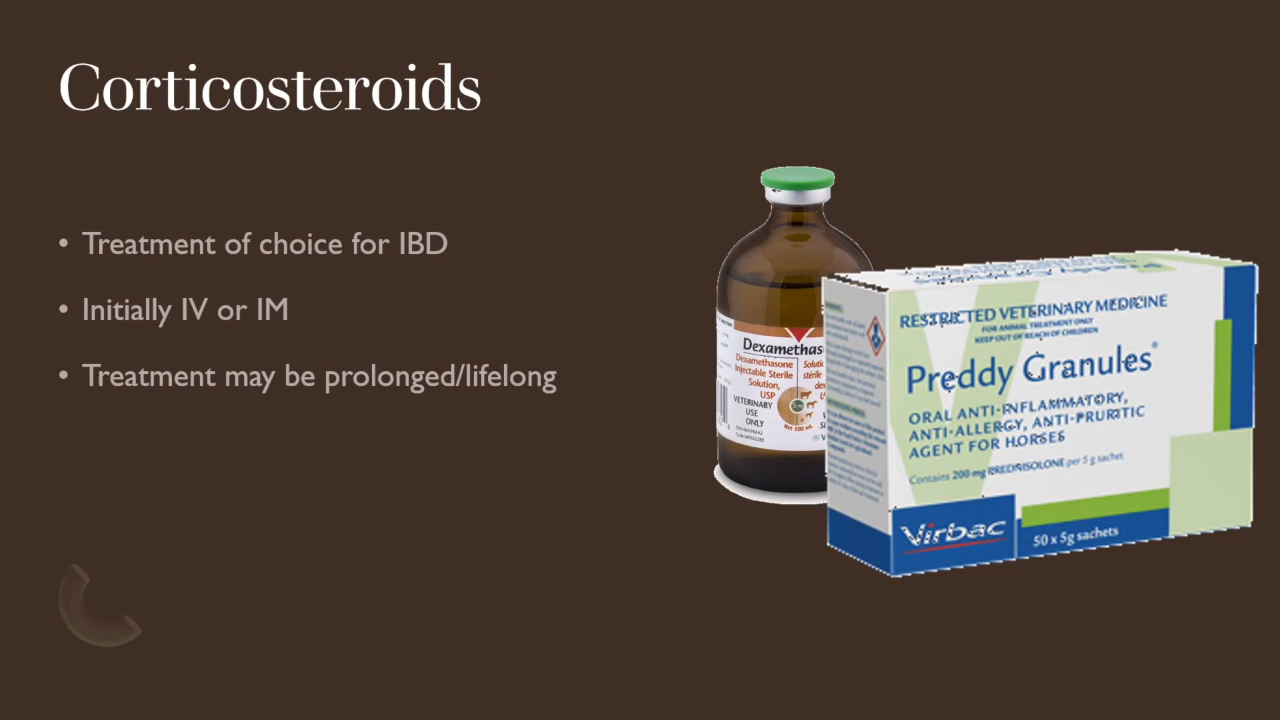 Corticosteroids
• Treatment of choice for IBD
• Initially IV or IM
• Treatment may be prolonged/lifelong
Dexamethas
Dexamethasone
Injectable Sterile
Solution,
USP
VETERINARY
USE
ONLY
RESTRICTED VETERINARY MEDICINE
FOR ANIMAL TREATMENT ONLY
KEEP OUT OF REACH OF CHILDREN
Preddy Granules®
ORAL ANTI-INFLAMMATORY,
ANTI-ALLERGY, ANTI-PRURITIC
AGENT FOR HORSES
Contains 200 mg PREDNISOLONE per 5 g sachet
Virbac
50 x 5g sachets